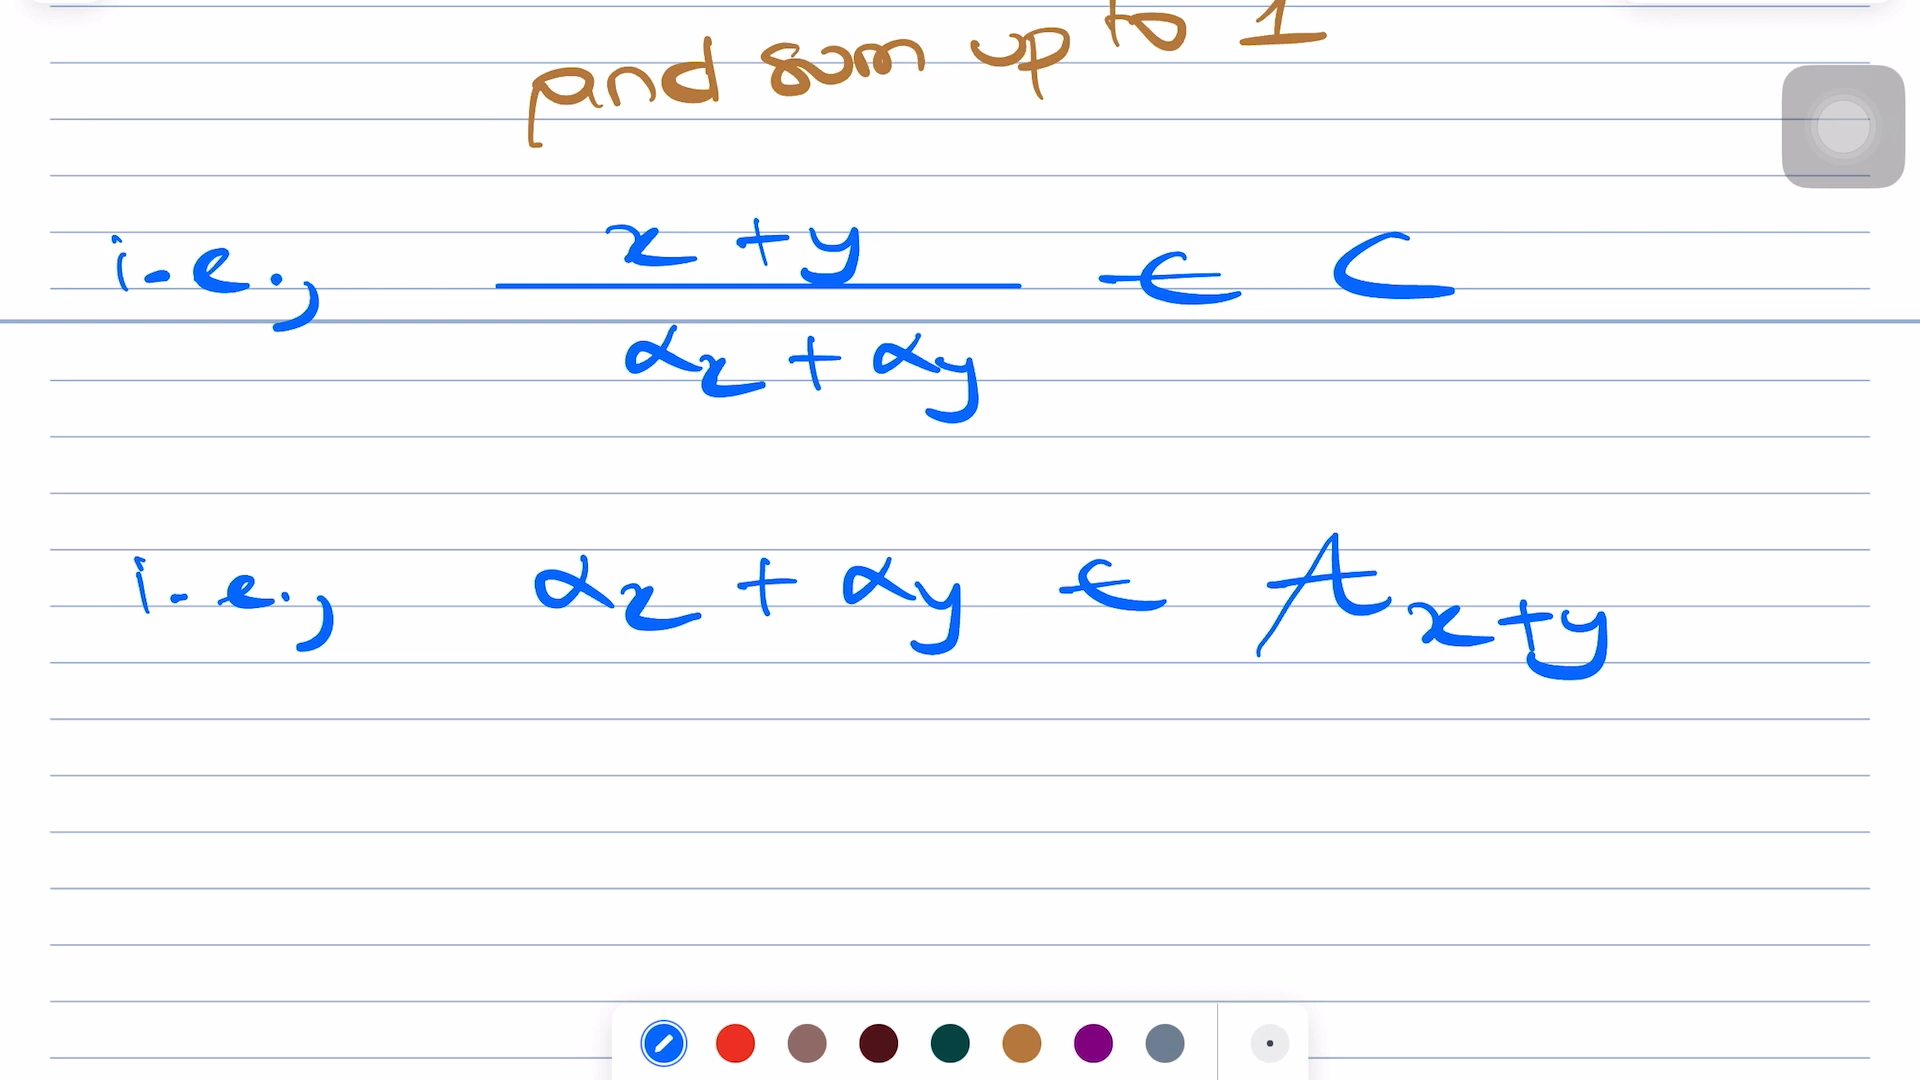 and sum up to 1
i.e., x + y / αx + αy ∈ C
i.e., αx + αy ∈ Ax+y